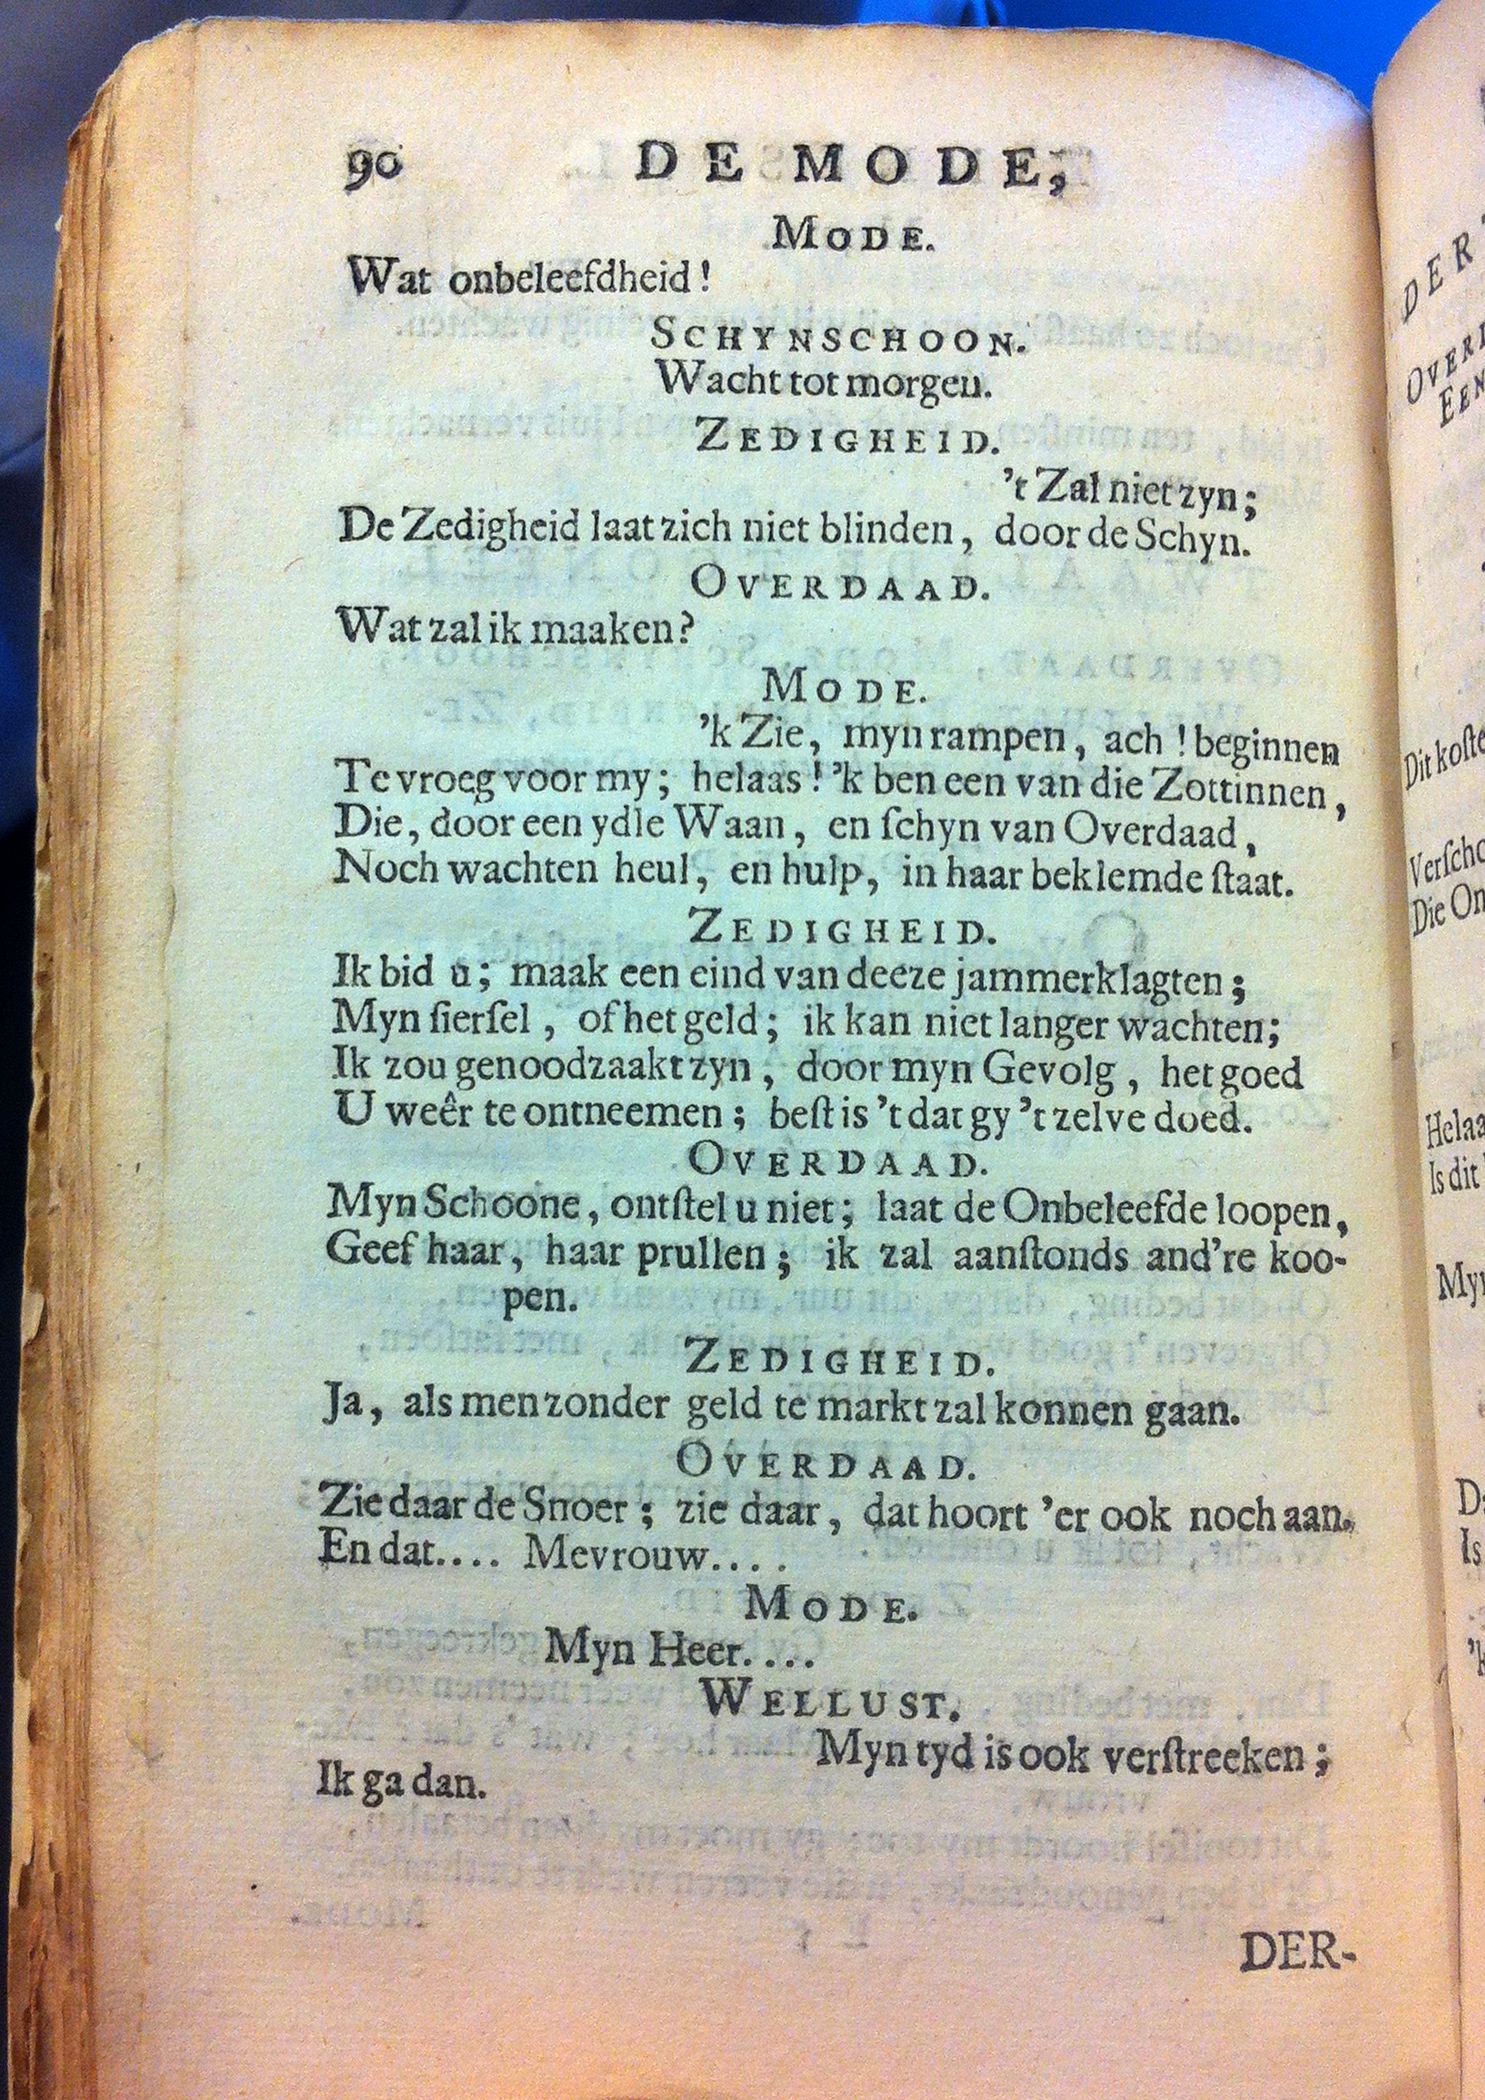 90 DE MODE,
MODE.
Wat onbeleefdheid!
SCHYNSCHOON.
Wacht tot morgen.
ZEDIGHEID.
't Zal niet zyn;
De Zedigheid laat zich niet blinden, door de Schyn.
OVERDAAD.
Wat zal ik maaken?
MODE.
'k Zie, myn rampen, ach! beginnen
Te vroeg voor my; helaas! 'k ben een van die Zottinnen,
Die, door een ydle Waan, en ſchyn van Overdaad,
Noch wachten heul, en hulp, in haar beklemde ſtaat.
ZEDIGHEID.
Ik bid u; maak een eind van deeze jammerklagten;
Myn ſierſel, of het geld; ik kan niet langer wachten;
Ik zou genoodzaakt zyn, door myn Gevolg, het goed
U weêr te ontneemen; beſt is 't dat gy 't zelve doed.
OVERDAAD.
Myn Schoone, ontſtel u niet; laat de Onbeleefde loopen,
Geef haar, haar prullen; ik zal aanſtonds and're koo-
pen.
ZEDIGHEID.
Ja, als men zonder geld te markt zal konnen gaan.
OVERDAAD.
Zie daar de Snoer; zie daar, dat hoort 'er ook noch aan.
En dat.... Mevrouw....
MODE.
Myn Heer....
WELLUST.
Myn tyd is ook verſtreeken;
Ik ga dan.
DER-